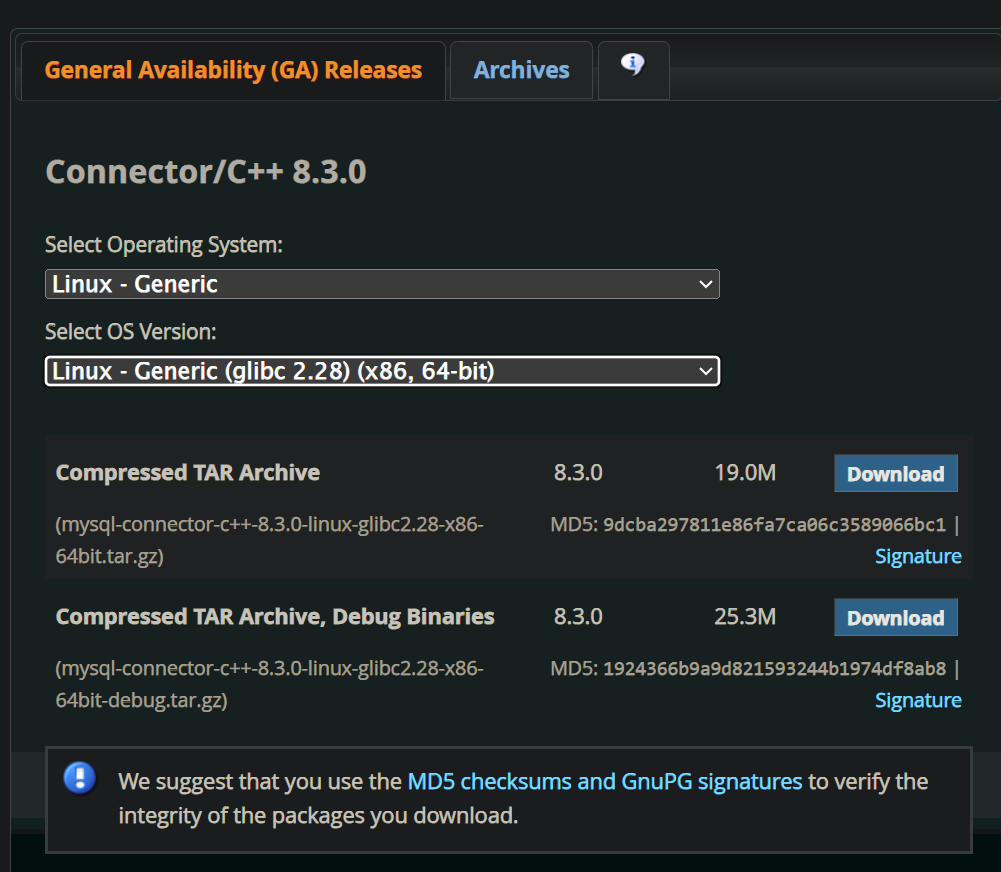 General Availability (GA) Releases
Archives
Connector/C++ 8.3.0
Select Operating System:
Linux - Generic
Select OS Version:
Linux - Generic (glibc 2.28) (x86, 64-bit)
Compressed TAR Archive 8.3.0 19.0M Download
(mysql-connector-c++-8.3.0-linux-glibc2.28-x86-
64bit.tar.gz)
MD5: 9dcba297811e86fa7ca06c3589066bc1 |
Signature
Compressed TAR Archive, Debug Binaries 8.3.0 25.3M Download
(mysql-connector-c++-8.3.0-linux-glibc2.28-x86-
64bit-debug.tar.gz)
MD5: 1924366b9a9d821593244b1974df8ab8 |
Signature
We suggest that you use the MD5 checksums and GnuPG signatures to verify the
integrity of the packages you download.